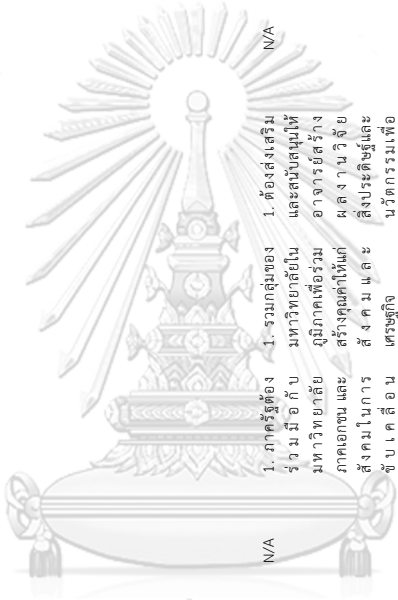 N/A
1. ภาครัฐต้อง
ร่วมมือกับ
มหาวิทยาลัย
ภาคเอกชน และ
สังคมในการ
ขับเคลื่อน
1. รวมกลุ่มของ
มหาวิทยาลัยใน
ภูมิภาคเพื่อร่วม
สร้างคุณค่าให้แก่
สังคมและ
เศรษฐกิจ
1. ต้องส่งเสริม
และสนับสนุนให้
อาจารย์สร้าง
ผลงานวิจัย
สิ่งประดิษฐ์และ
นวัตกรรมเพื่อ
N/A